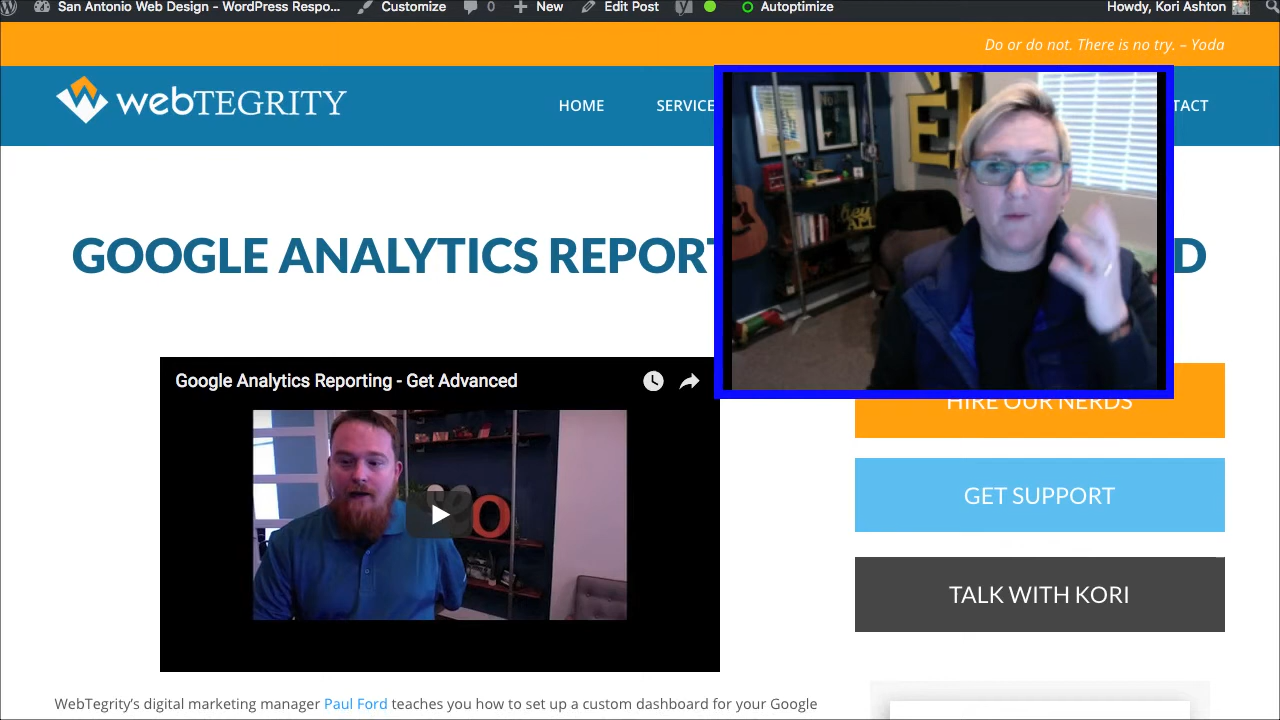 San Antonio Web Design - WordPress Respo... Customize 0 New Edit Post Autoptimize Howdy, Kori Ashton
Do or do not. There is no try. – Yoda
webTEGRITY
HOME SERVICE TACT
GOOGLE ANALYTICS REPORT D
Google Analytics Reporting - Get Advanced
HIRE OUR NERDS
GET SUPPORT
TALK WITH KORI
WebTegrity's digital marketing manager Paul Ford teaches you how to set up a custom dashboard for your Google